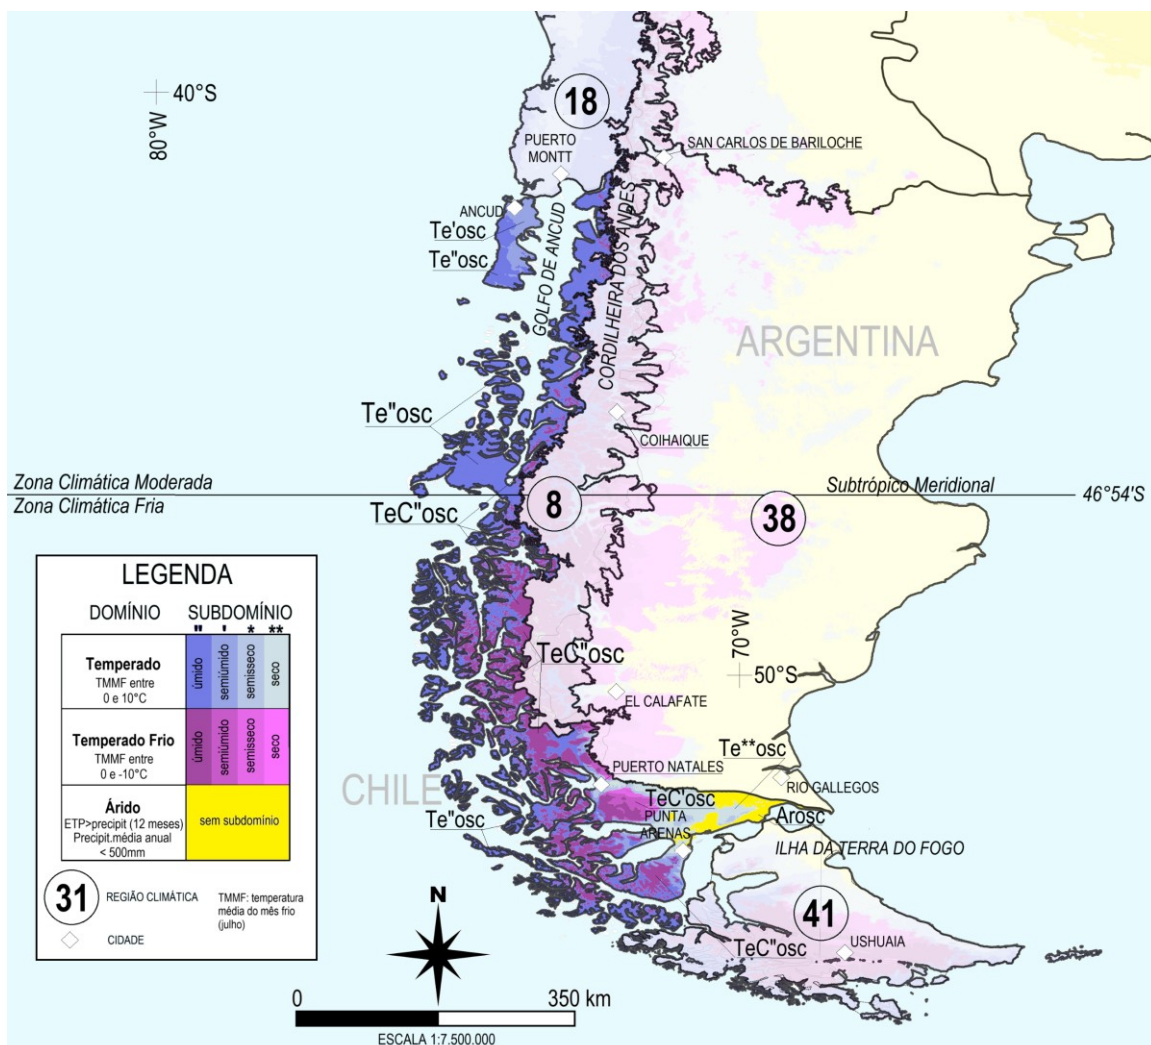 40°S
80°W
18
PUERTO
MONTT
SAN CARLOS DE BARILOCHE
ANCUD
Te'osc
Te"osc
GOLFO DE ANCUD
CORDILHEIRA DOS ANDES
ARGENTINA
Te"osc
COIHAIQUE
Zona Climática Moderada
Zona Climática Fria
Subtrópico Meridional
46°54'S
TeC"osc
8
38
LEGENDA
DOMÍNIO
SUBDOMÍNIO
" ' * **
Temperado
TMMF entre
0 e 10°C
úmido
semiúmido
semisseco
seco
Temperado Frio
TMMF entre
0 e -10°C
úmido
semiúmido
semisseco
seco
Árido
ETP>precipit (12 meses)
Precipit.média anual
< 500mm
sem subdomínio
31
REGIÃO CLIMÁTICA
TMMF: temperatura
média do mês frio
(julho)
CIDADE
70°W
50°S
TeC"osc
EL CALAFATE
Te**osc
PUERTO NATALES
RIO GALLEGOS
CHILE
TeC'osc
PUNTA
ARENAS
Te"osc
Arosc
ILHA DA TERRA DO FOGO
41
USHUAIA
TeC"osc
N
0
350 km
ESCALA 1:7.500.000